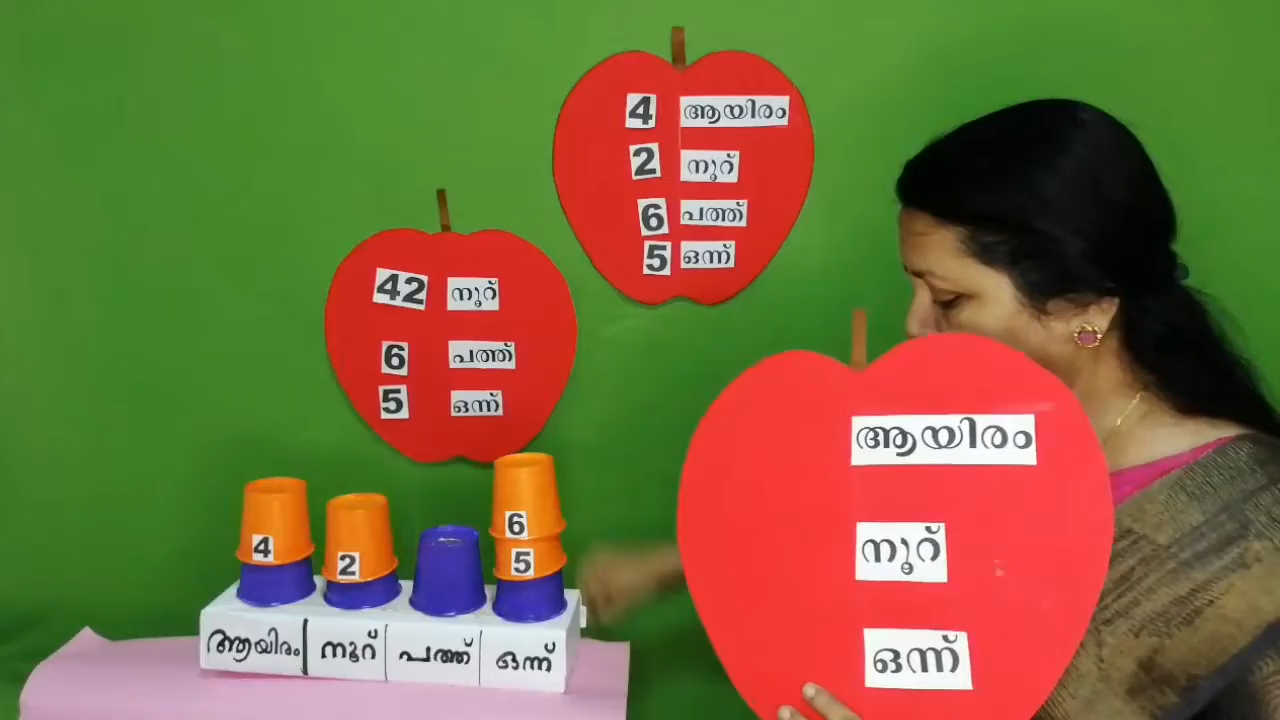 4 ആയിരം
2 നൂറ്
6 പത്ത്
5 ഒന്ന്
42 നൂറ്
6 പത്ത്
5 ഒന്ന്
ആയിരം
നൂറ്
ഒന്ന്
4
2
6
5
ആയിരം നൂറ് പത്ത് ഒന്ന്